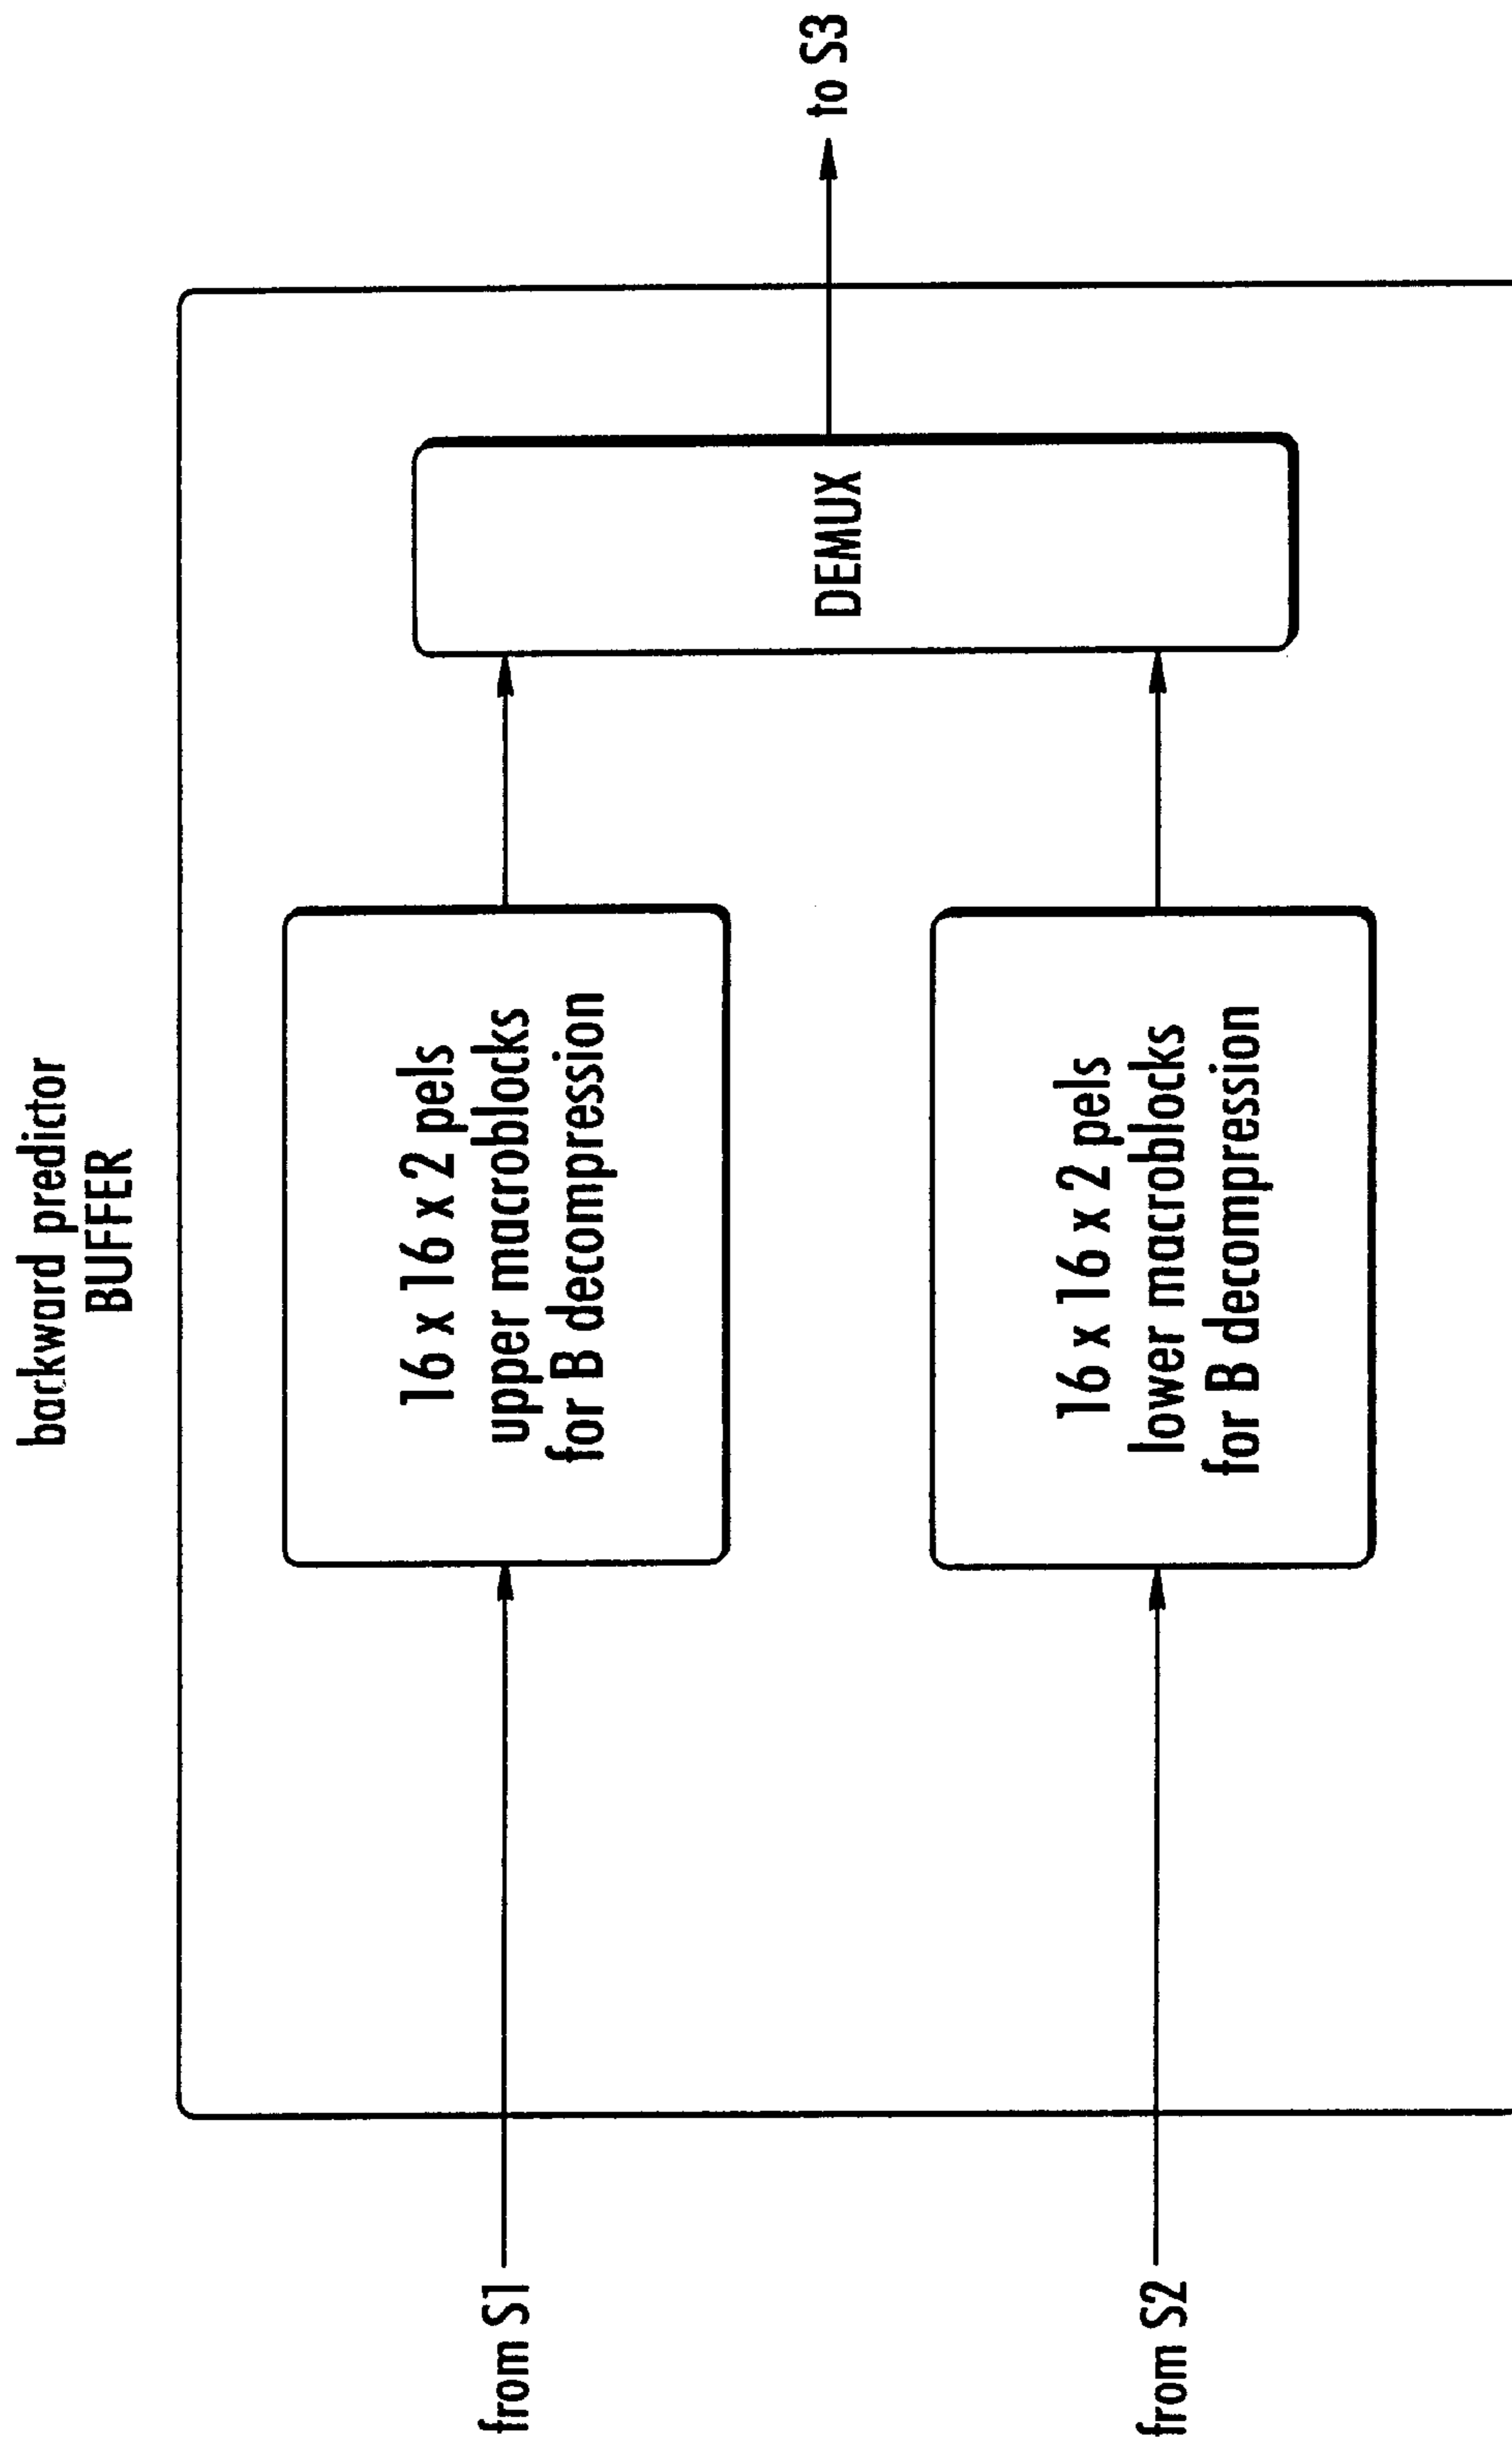 backward predictor
BUFFER
from S1
16 x 16 x 2 pels
upper macroblocks
for B decompression
DEMUX
to S3
from S2
16 x 16 x 2 pels
lower macroblocks
for B decompression